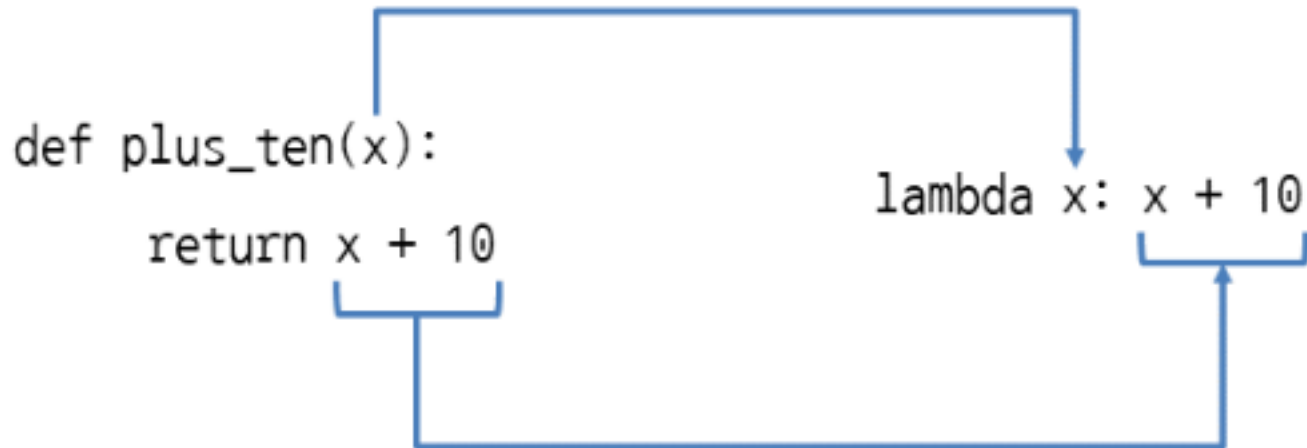 def plus_ten(x):
return x + 10
lambda x: x + 10